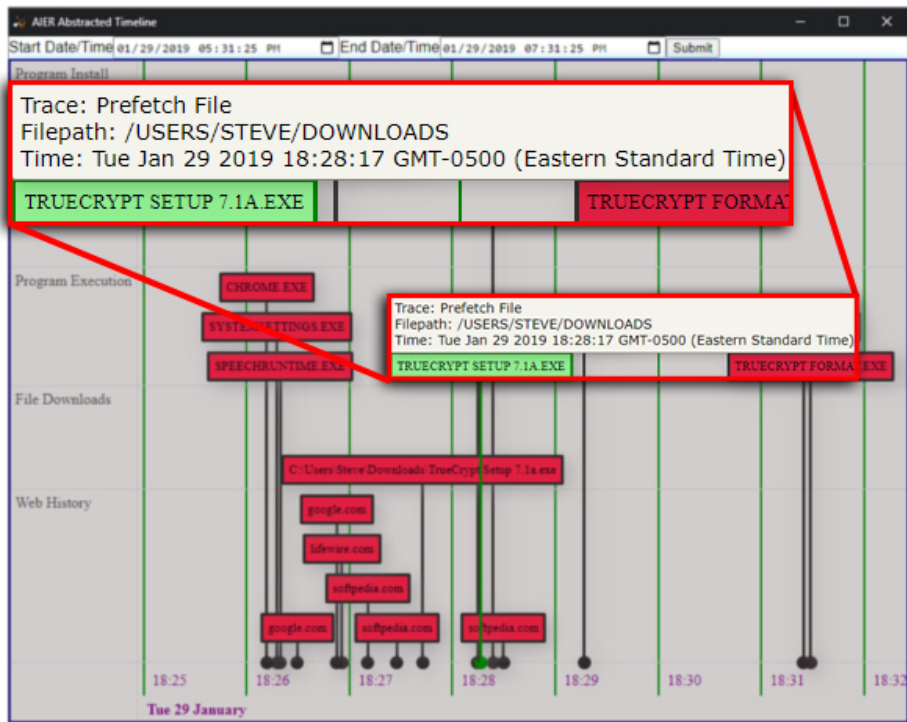 AIER Abstracted Timeline
Start Date/Time 01/29/2019 05:31:25 PM End Date/Time 01/29/2019 07:31:25 PM Submit
Program Install
Trace: Prefetch File
Filepath: /USERS/STEVE/DOWNLOADS
Time: Tue Jan 29 2019 18:28:17 GMT-0500 (Eastern Standard Time)
TRUECRYPT SETUP 7.1A.EXE TRUECRYPT FORMAT
Program Execution
CHROME.EXE
Trace: Prefetch File
Filepath: /USERS/STEVE/DOWNLOADS
Time: Tue Jan 29 2019 18:28:17 GMT-0500 (Eastern Standard Time)
SYSTEMSETTINGS.EXE
SPEECHRUNTIME.EXE TRUECRYPT SETUP 7.1A.EXE TRUECRYPT FORMAT.EXE
File Downloads
C:\Users\Steve\Downloads\TrueCrypt Setup 7.1a.exe
Web History
google.com
lifewire.com
softpedia.com
google.com softpedia.com softpedia.com
18:25 18:26 18:27 18:28 18:29 18:30 18:31 18:32
Tue 29 January